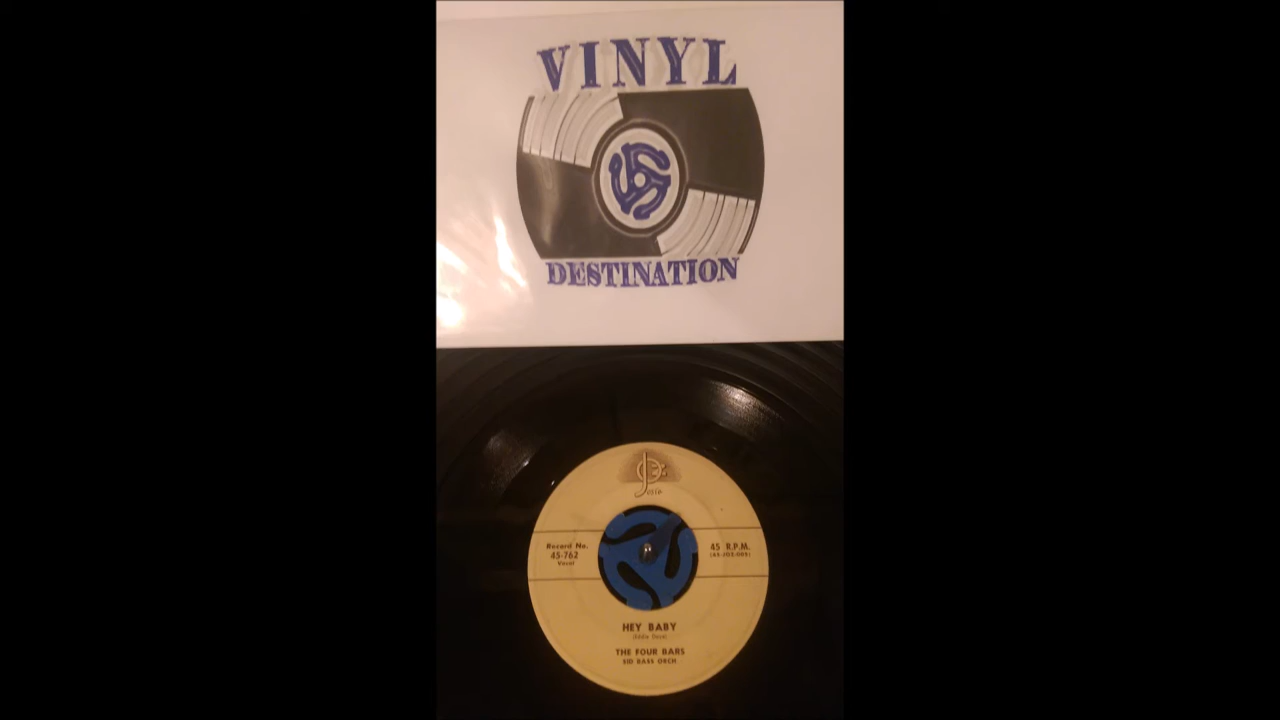 VINYL
DESTINATION
Josie
Record No.
45-762
Vocal
45 R.P.M.
HEY BABY
THE FOUR BARS
SID BASS ORCH